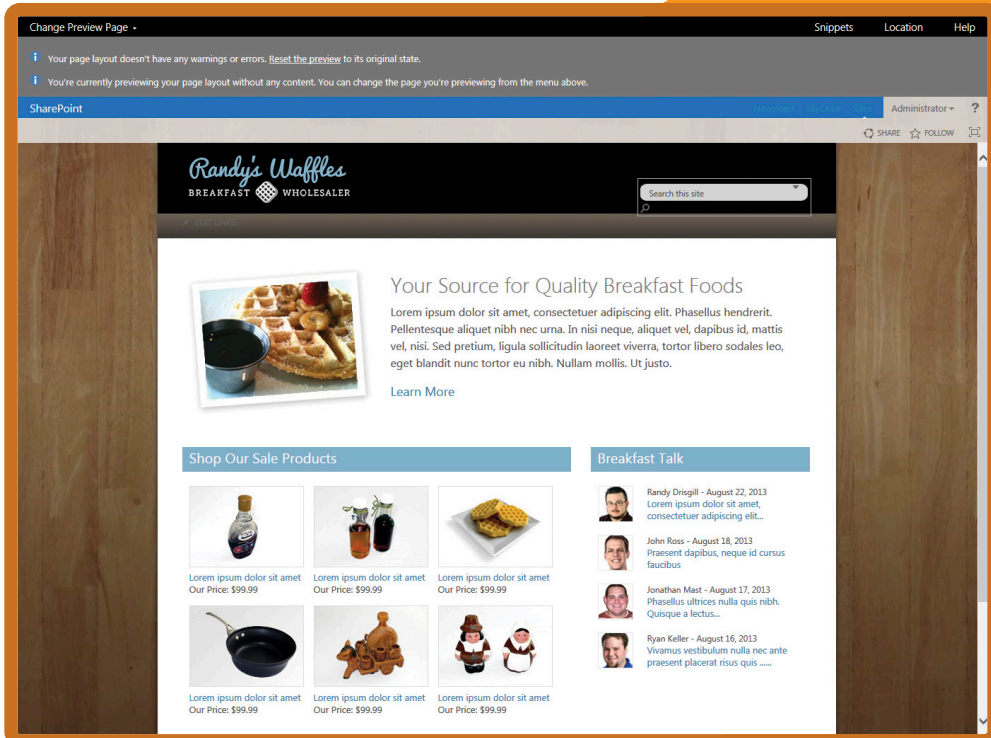 Change Preview Page
Snippets Location Help
Your page layout doesn't have any warnings or errors. Reset the preview to its original state.
You're currently previewing your page layout without any content. You can change the page you're previewing from the menu above.
SharePoint
Newsfeed SkyDrive Sites Administrator ?
SHARE FOLLOW
Randy's Waffles
BREAKFAST WHOLESALER
Search this site
EDIT LINKS
Your Source for Quality Breakfast Foods
Lorem ipsum dolor sit amet, consectetuer adipiscing elit. Phasellus hendrerit.
Pellentesque aliquet nibh nec urna. In nisi neque, aliquet vel, dapibus id, mattis
vel, nisi. Sed pretium, ligula sollicitudin laoreet viverra, tortor libero sodales leo,
eget blandit nunc tortor eu nibh. Nullam mollis. Ut justo.
Learn More
Shop Our Sale Products
Lorem ipsum dolor sit amet
Our Price: $99.99
Lorem ipsum dolor sit amet
Our Price: $99.99
Lorem ipsum dolor sit amet
Our Price: $99.99
Lorem ipsum dolor sit amet
Our Price: $99.99
Lorem ipsum dolor sit amet
Our Price: $99.99
Lorem ipsum dolor sit amet
Our Price: $99.99
Breakfast Talk
Randy Drisgill - August 22, 2013
Lorem ipsum dolor sit amet,
consectetuer adipiscing elit...
John Ross - August 18, 2013
Praesent dapibus, neque id cursus
faucibus
Jonathan Mast - August 17, 2013
Phasellus ultrices nulla quis nibh.
Quisque a lectus...
Ryan Keller - August 16, 2013
Vivamus vestibulum nulla nec ante
praesent placerat risus quis ......